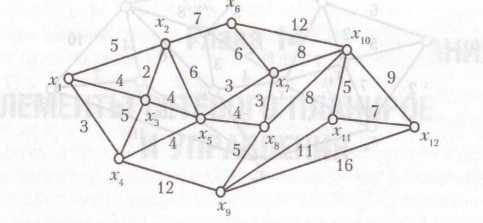 x₆
7 12
x₂ x₁₀
5 6 8
x₁ 4 2 6 3 x₇ 5 9
4 3 8
3 5 x₃ x₅ 4 7
x₈ x₁₁ x₁₂
4 5 11 16
x₄ 12
x₉